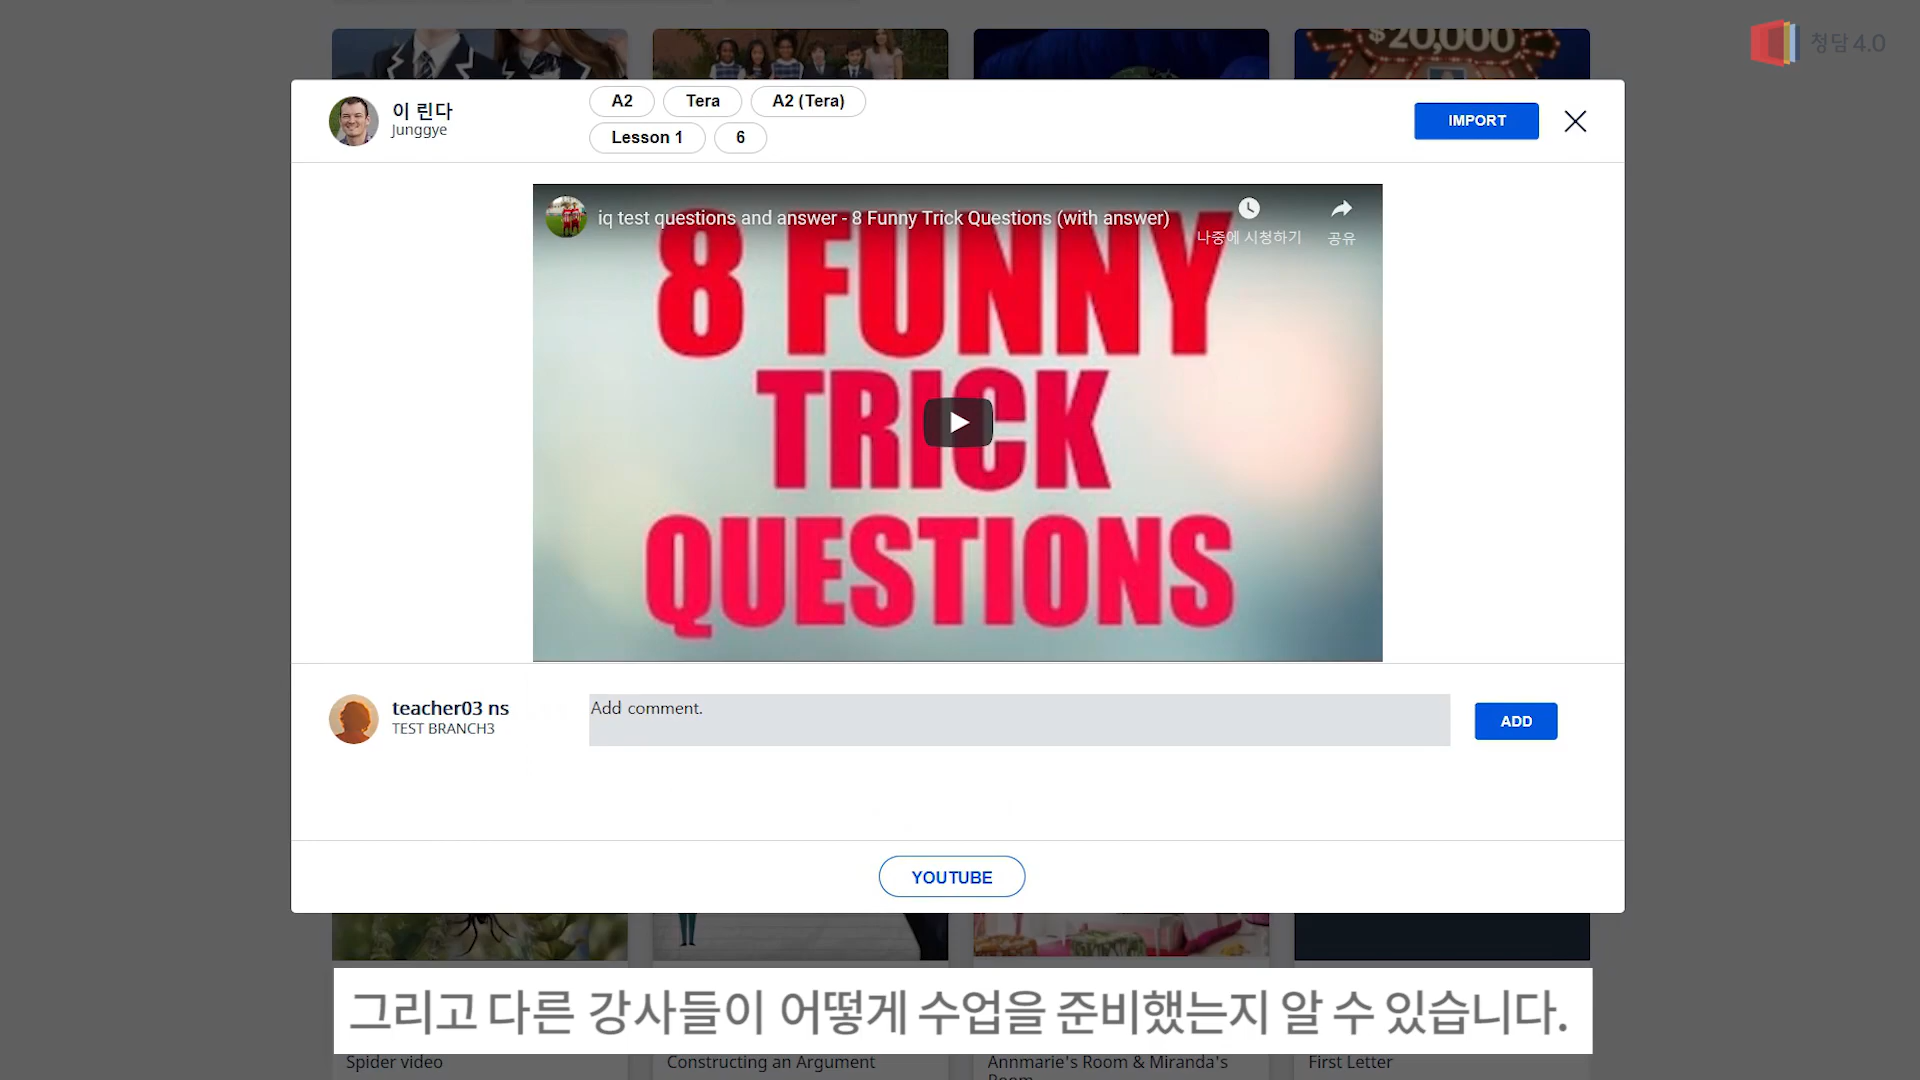 $20,000
청담 4.0
이 린다
Junggye
A2
Tera
A2 (Tera)
Lesson 1
6
IMPORT
iq test questions and answer - 8 Funny Trick Questions (with answer)
나중에 시청하기
공유
8 FUNNY
TRICK
QUESTIONS
teacher03 ns
TEST BRANCH3
Add comment.
ADD
YOUTUBE
그리고 다른 강사들이 어떻게 수업을 준비했는지 알 수 있습니다.
Spider video
Constructing an Argument
Annmarie's Room & Miranda's
Room
First Letter